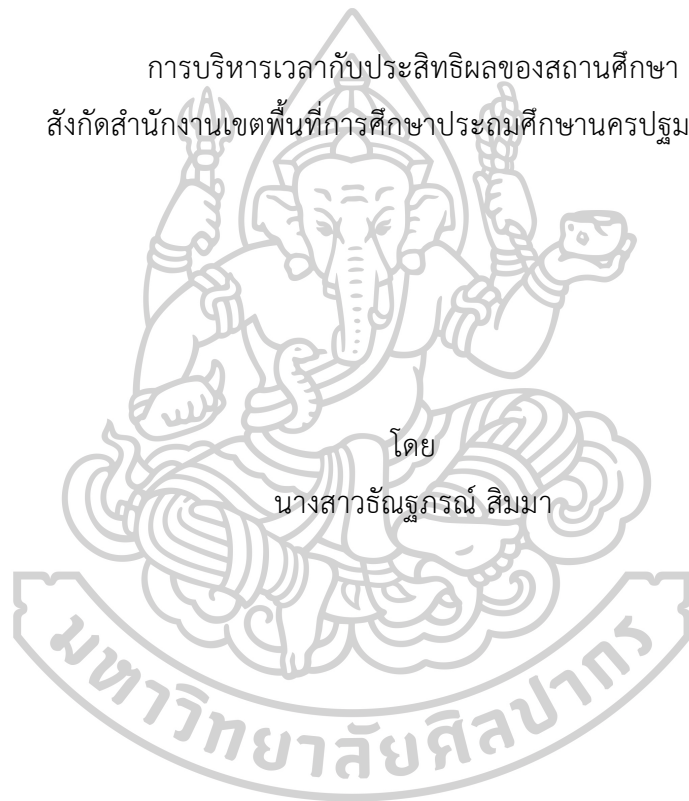 การบริหารเวลากับประสิทธิผลของสถานศึกษา
สังกัดสำนักงานเขตพื้นที่การศึกษาประถมศึกษานครปฐม
โดย
นางสาวธัณฐภรณ์ สิมมา
มหาวิทยาลัยศิลปากร